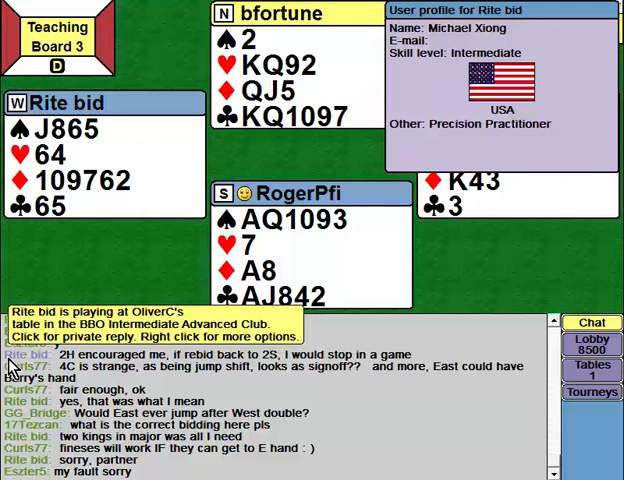 Teaching
Board 3
D
N bfortune
♠2
♥KQ92
♦QJ5
♣KQ1097
User profile for Rite bid
Name: Michael Xiong
E-mail:
Skill level: Intermediate
USA
Other: Precision Practitioner
W Rite bid
♠J865
♥64
♦109762
♣65
♦K43
♣3
S RogerPfi
♠AQ1093
♥7
♦A8
♣AJ842
Rite bid is playing at OliverC's
table in the BBO Intermediate Advanced Club.
Click for private reply. Right click for more options.
Rite bid: 2H encouraged me, if rebid back to 2S, I would stop in a game
Curls77: 4C is strange, as being jump shift, looks as signoff?? and more, East could have
Berry's hand
Curls77: fair enough, ok
Rite bid: yes, that was what I mean
GG_Bridge: Would East ever jump after West double?
17Tezcan: what is the correct bidding here pls
Rite bid: two kings in major was all I need
Curls77: fineses will work IF they can get to E hand : )
Rite bid: sorry, partner
Eszter5: my fault sorry
Chat
Lobby
8500
Tables
1
Tourneys